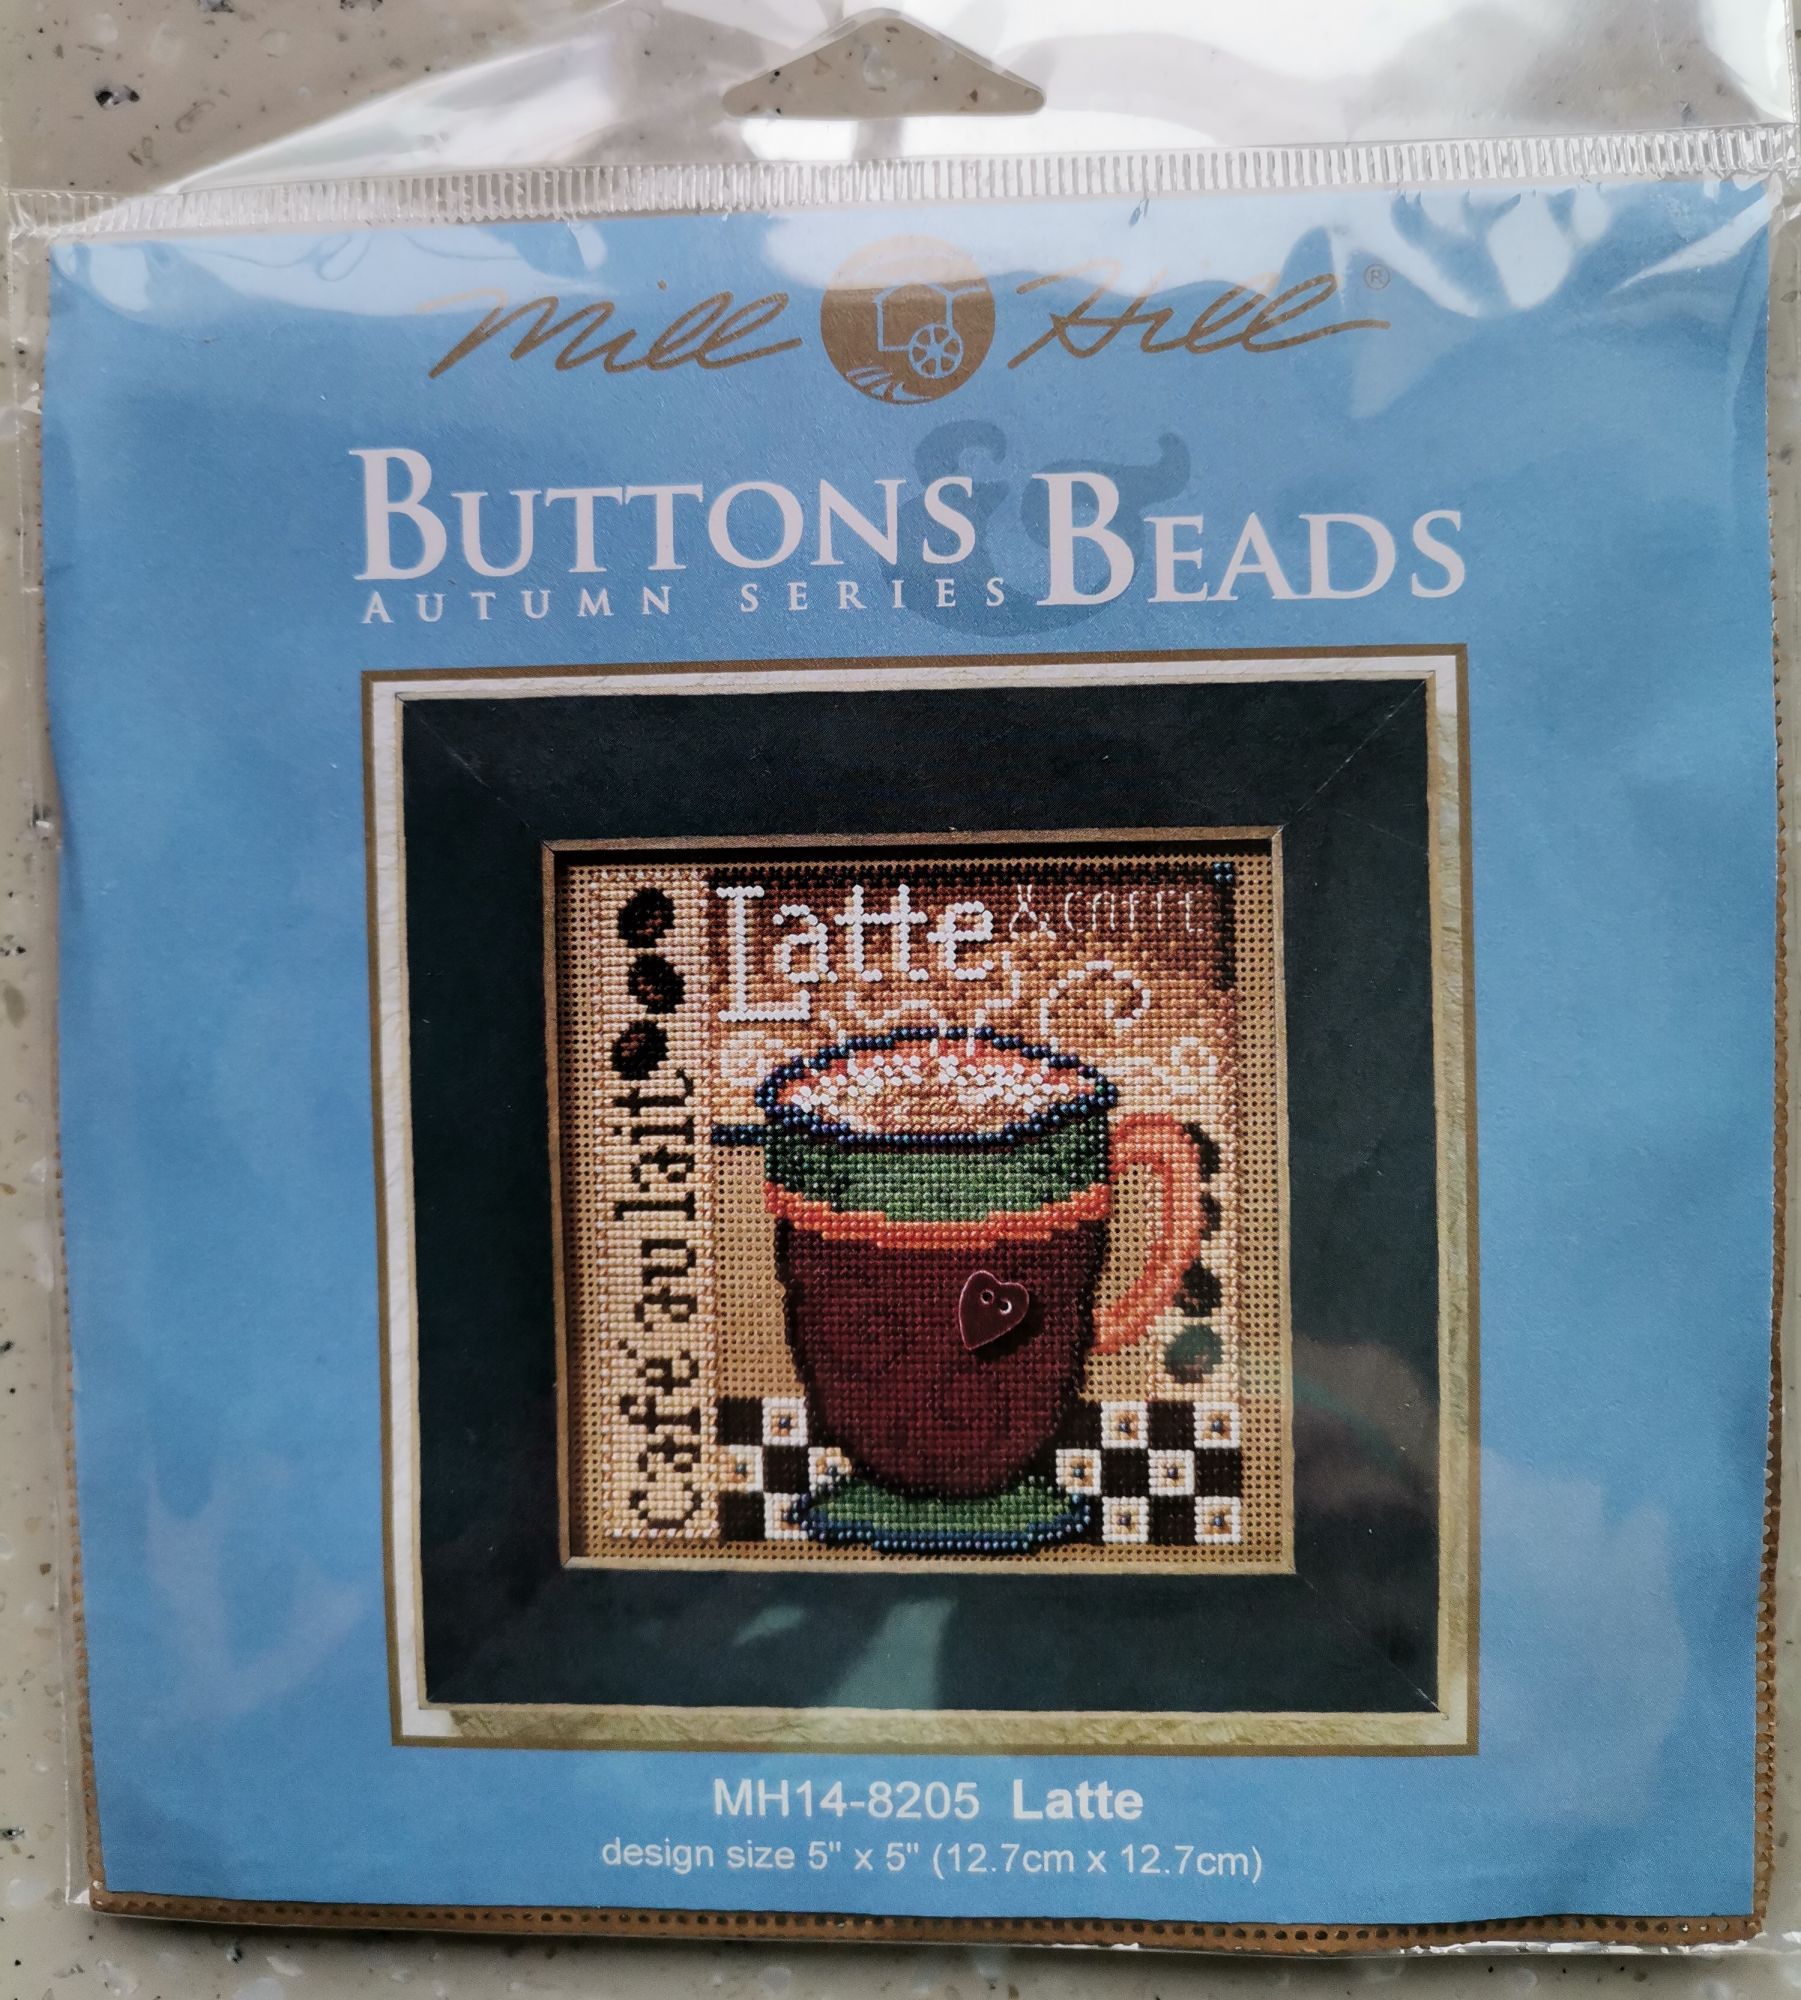 Mill Hill®
BUTTONS & BEADS
AUTUMN SERIES
Latte
Café au lait
MH14-8205 Latte
design size 5" x 5" (12.7cm x 12.7cm)